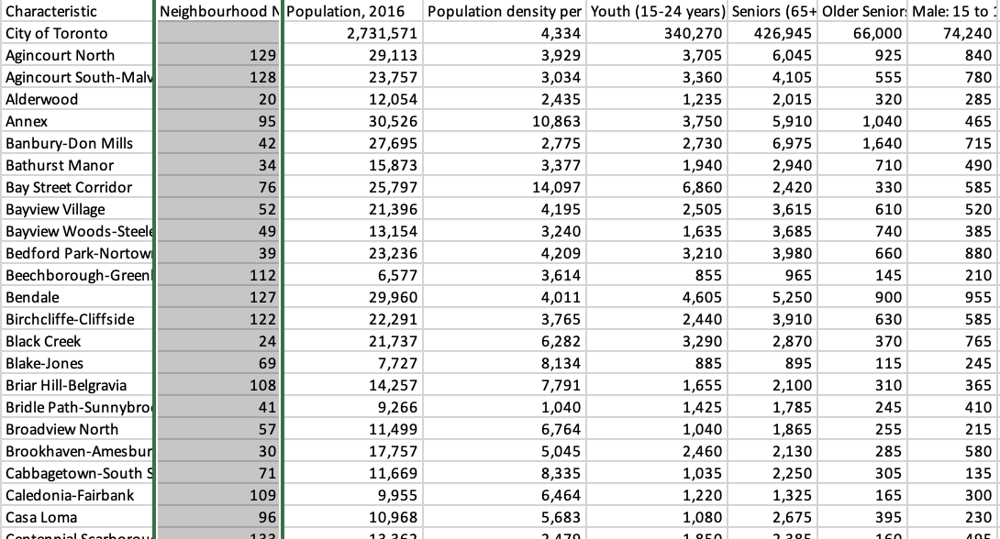 Characteristic Neighbourhood N Population, 2016 Population density per Youth (15-24 years) Seniors (65+ Older Seniors Male: 15 to
City of Toronto 2,731,571 4,334 340,270 426,945 66,000 74,240
Agincourt North 129 29,113 3,929 3,705 6,045 925 840
Agincourt South-Malv 128 23,757 3,034 3,360 4,105 555 780
Alderwood 20 12,054 2,435 1,235 2,015 320 285
Annex 95 30,526 10,863 3,750 5,910 1,040 465
Banbury-Don Mills 42 27,695 2,775 2,730 6,975 1,640 715
Bathurst Manor 34 15,873 3,377 1,940 2,940 710 490
Bay Street Corridor 76 25,797 14,097 6,860 2,420 330 585
Bayview Village 52 21,396 4,195 2,505 3,615 610 520
Bayview Woods-Steele 49 13,154 3,240 1,635 3,685 740 385
Bedford Park-Nortown 39 23,236 4,209 3,210 3,980 660 880
Beechborough-Green 112 6,577 3,614 855 965 145 210
Bendale 127 29,960 4,011 4,605 5,250 900 955
Birchcliffe-Cliffside 122 22,291 3,765 2,440 3,910 630 585
Black Creek 24 21,737 6,282 3,290 2,870 370 765
Blake-Jones 69 7,727 8,134 885 895 115 245
Briar Hill-Belgravia 108 14,257 7,791 1,655 2,100 310 365
Bridle Path-Sunnybroo 41 9,266 1,040 1,425 1,785 245 410
Broadview North 57 11,499 6,764 1,040 1,865 255 215
Brookhaven-Amesbur 30 17,757 5,045 2,460 2,130 285 580
Cabbagetown-South S 71 11,669 8,335 1,035 2,250 305 135
Caledonia-Fairbank 109 9,955 6,464 1,220 1,325 165 300
Casa Loma 96 10,968 5,683 1,080 2,675 395 230
Centennial Scarborou 133 13,362 2,479 1,850 2,385 160 495